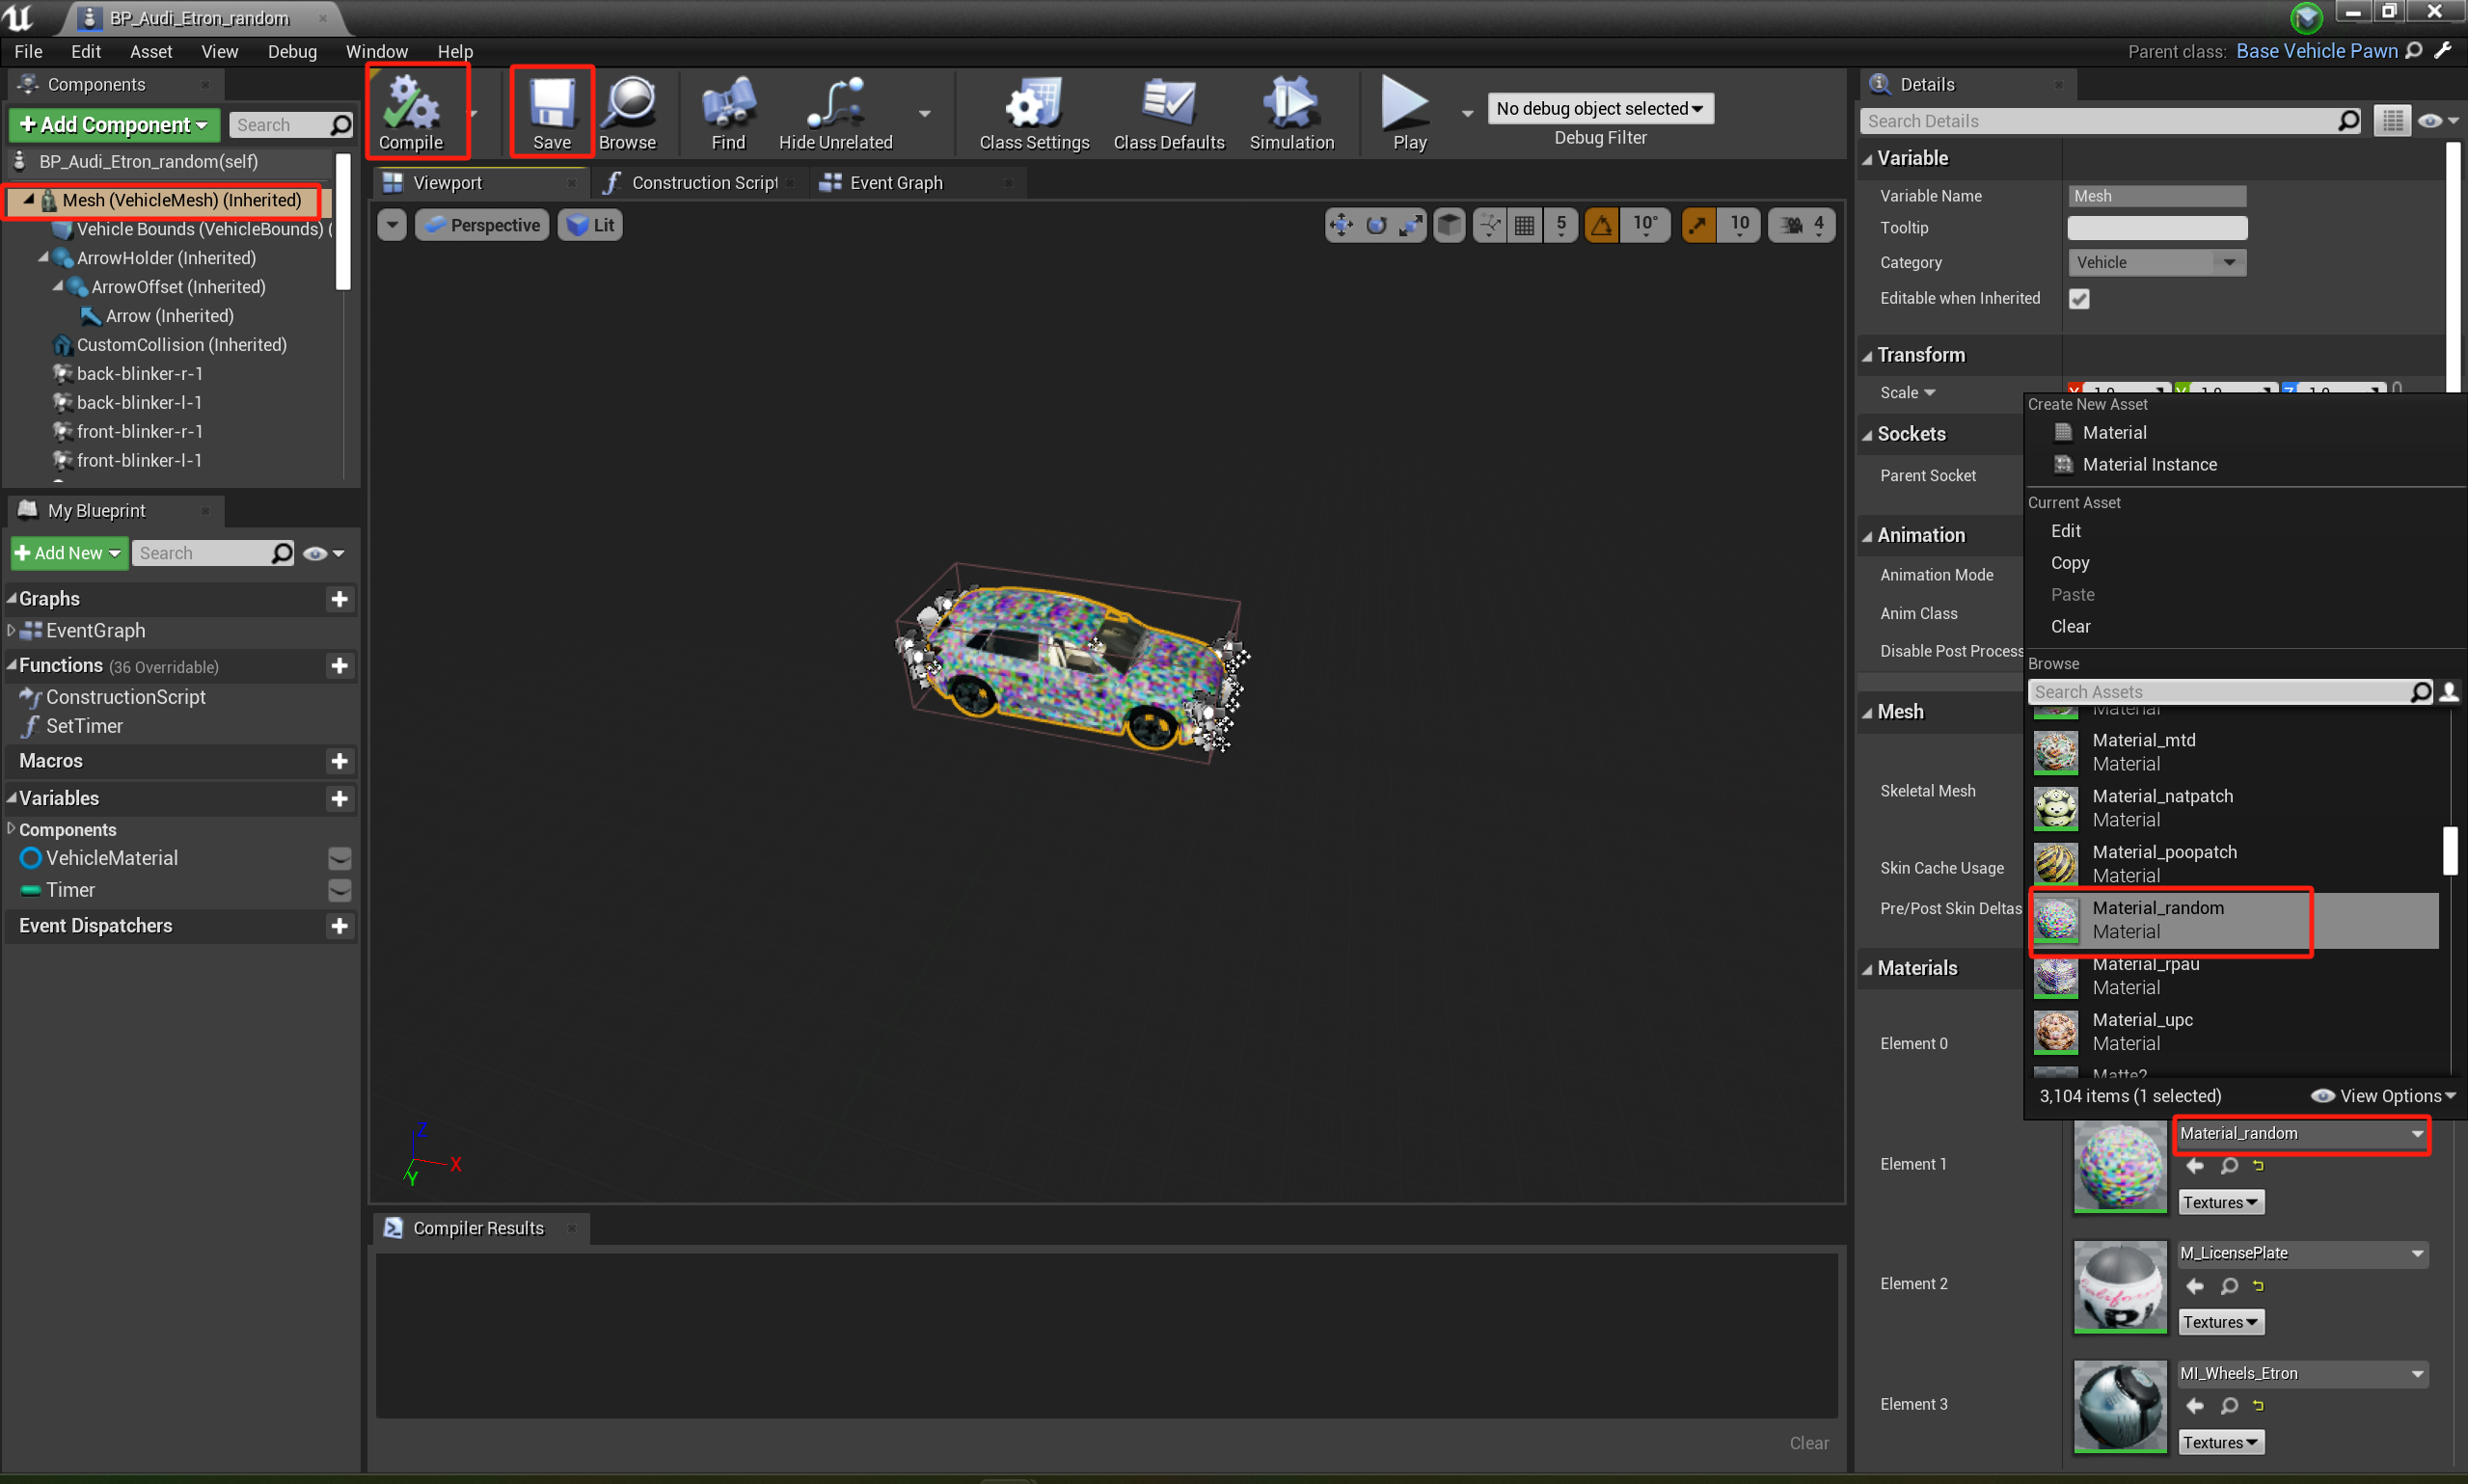 BP_Audi_Etron_random
File Edit Asset View Debug Window Help
Parent class: Base Vehicle Pawn
Components
Add Component
Search
BP_Audi_Etron_random(self)
Mesh (VehicleMesh) (Inherited)
Vehicle Bounds (VehicleBounds) (
ArrowHolder (Inherited)
ArrowOffset (Inherited)
Arrow (Inherited)
CustomCollision (Inherited)
back-blinker-r-1
back-blinker-l-1
front-blinker-r-1
front-blinker-l-1
My Blueprint
Add New
Search
Graphs
EventGraph
Functions (36 Overridable)
ConstructionScript
SetTimer
Macros
Variables
Components
VehicleMaterial
Timer
Event Dispatchers
Compile
Save
Browse
Find
Hide Unrelated
Class Settings
Class Defaults
Simulation
Play
No debug object selected
Debug Filter
Viewport
Construction Script
Event Graph
Perspective
Lit
5
10°
10
4
Z
X
Y
Compiler Results
Clear
Details
Search Details
Variable
Variable Name
Mesh
Tooltip
Category
Vehicle
Editable when Inherited
Transform
Scale
X 1.0 Y 1.0 Z 1.0
Sockets
Parent Socket
Animation
Animation Mode
Anim Class
Disable Post Process
Mesh
Skeletal Mesh
Skin Cache Usage
Pre/Post Skin Deltas
Materials
Element 0
Create New Asset
Material
Material Instance
Current Asset
Edit
Copy
Paste
Clear
Browse
Search Assets
Material
Material_mtd
Material
Material_natpatch
Material
Material_poopatch
Material
Material_random
Material
Material_rpau
Material
Material_upc
Material
Matte2
3,104 items (1 selected)
View Options
Element 1
Material_random
Textures
Element 2
M_LicensePlate
Textures
Element 3
MI_Wheels_Etron
Textures